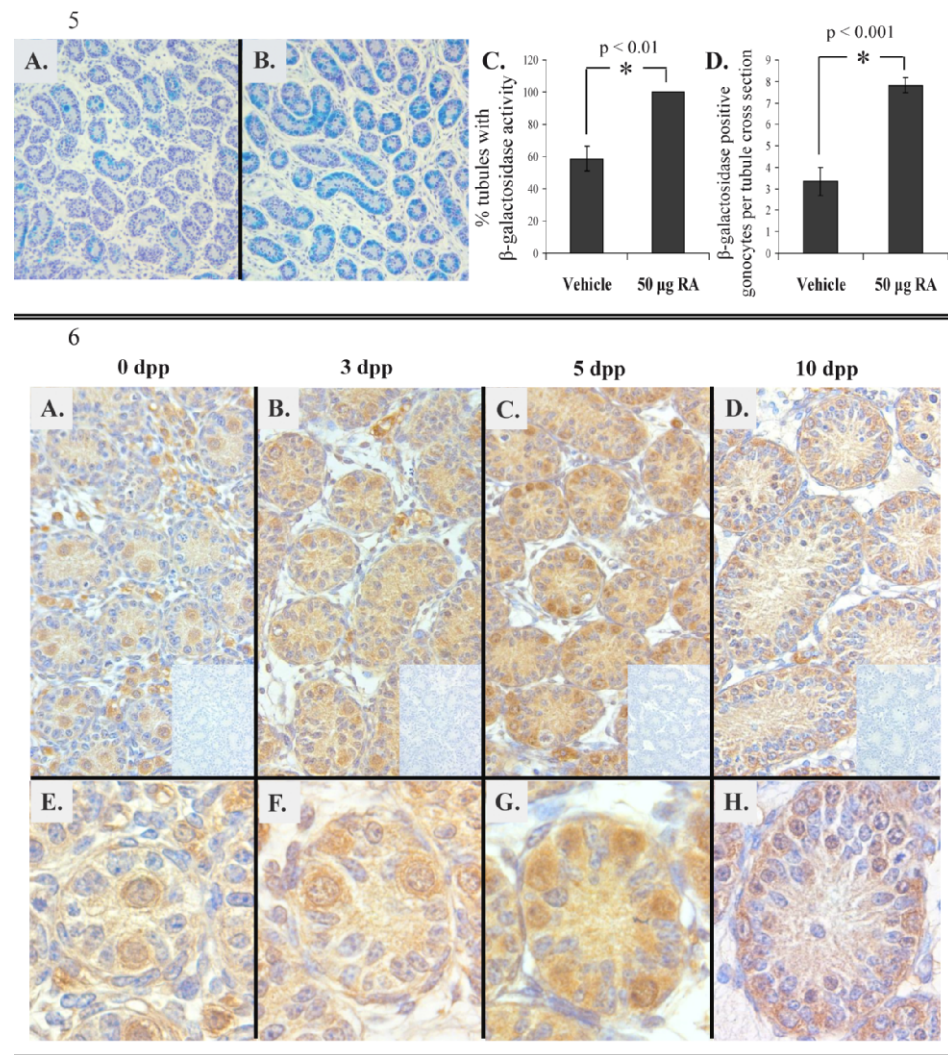 5
A.
B.
C.
% tubules with
β-galactosidase activity
p < 0.01
*
120
100
80
60
40
20
0
Vehicle
50 µg RA
D.
β-galactosidase positive
gonocytes per tubule cross section
p < 0.001
*
9
8
7
6
5
4
3
2
1
0
Vehicle
50 µg RA
6
0 dpp
3 dpp
5 dpp
10 dpp
A.
B.
C.
D.
E.
F.
G.
H.